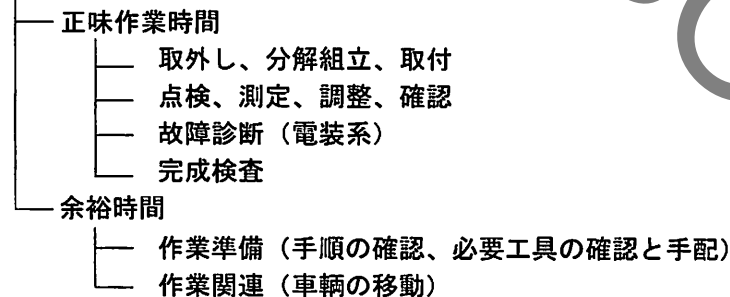 正味作業時間
取外し、分解組立、取付
点検、測定、調整、確認
故障診断（電装系）
完成検査
余裕時間
作業準備（手順の確認、必要工具の確認と手配）
作業関連（車輌の移動）